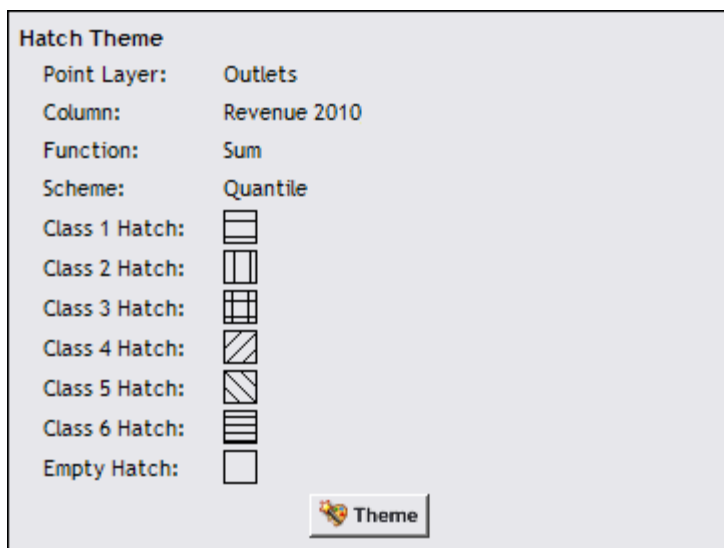 Hatch Theme
Point Layer: Outlets
Column: Revenue 2010
Function: Sum
Scheme: Quantile
Class 1 Hatch:
Class 2 Hatch:
Class 3 Hatch:
Class 4 Hatch:
Class 5 Hatch:
Class 6 Hatch:
Empty Hatch:
Theme